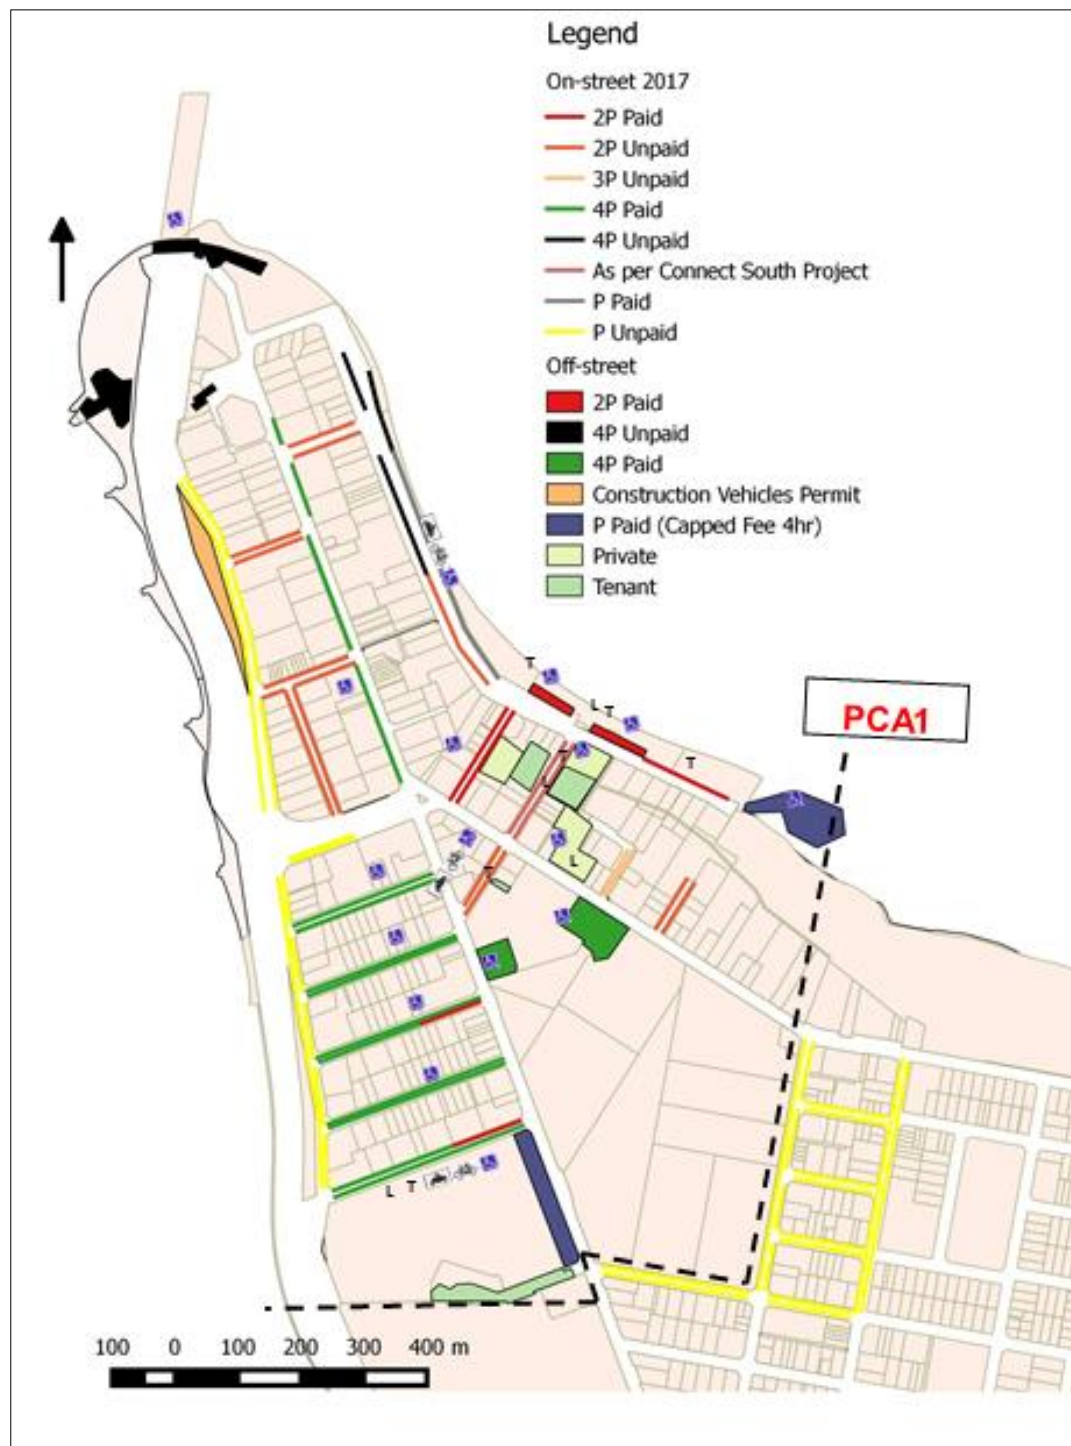 Legend
On-street 2017
2P Paid
2P Unpaid
3P Unpaid
4P Paid
4P Unpaid
As per Connect South Project
P Paid
P Unpaid
Off-street
2P Paid
4P Unpaid
4P Paid
Construction Vehicles Permit
P Paid (Capped Fee 4hr)
Private
Tenant
T
L T
T
PCA1
L
L T
100 0 100 200 300 400 m